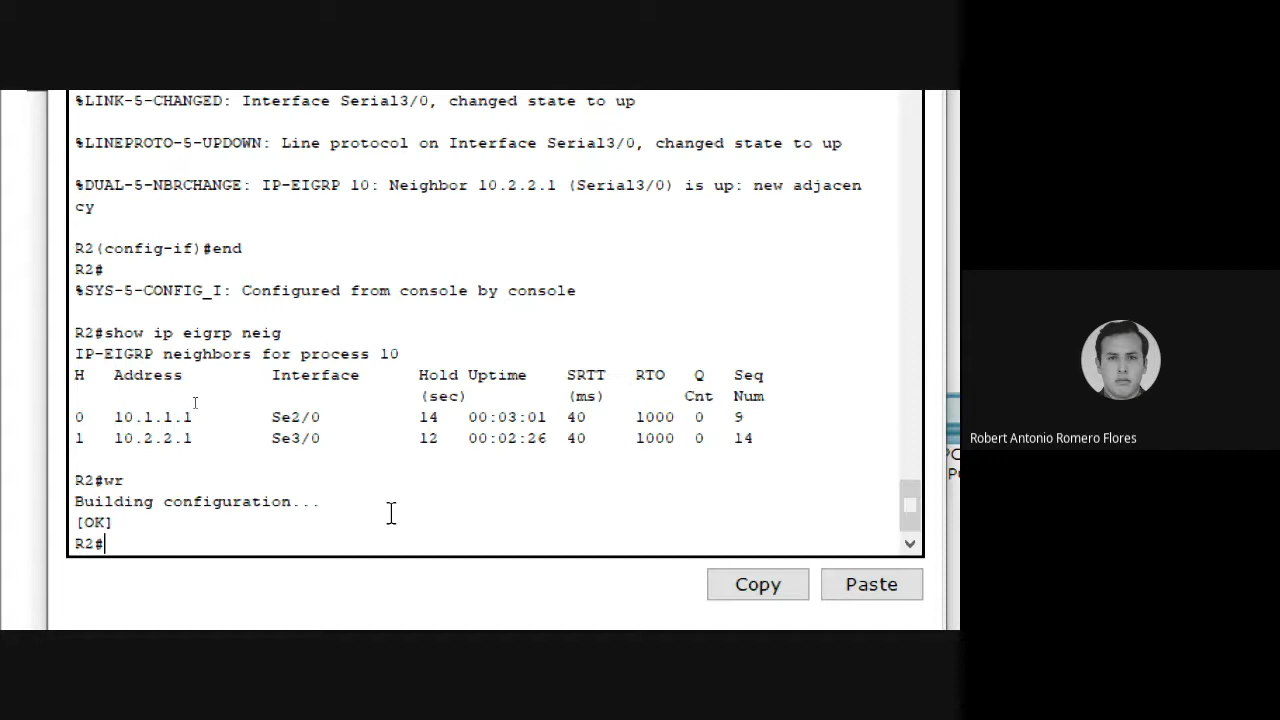 %LINK-5-CHANGED: Interface Serial3/0, changed state to up
%LINEPROTO-5-UPDOWN: Line protocol on Interface Serial3/0, changed state to up
%DUAL-5-NBRCHANGE: IP-EIGRP 10: Neighbor 10.2.2.1 (Serial3/0) is up: new adjacen
cy
R2(config-if)#end
R2#
%SYS-5-CONFIG_I: Configured from console by console
R2#show ip eigrp neig
IP-EIGRP neighbors for process 10
H Address Interface Hold Uptime SRTT RTO Q Seq
(sec) (ms) Cnt Num
0 10.1.1.1 Se2/0 14 00:03:01 40 1000 0 9
1 10.2.2.1 Se3/0 12 00:02:26 40 1000 0 14
R2#wr
Building configuration...
[OK]
R2#
Copy Paste
Robert Antonio Romero Flores